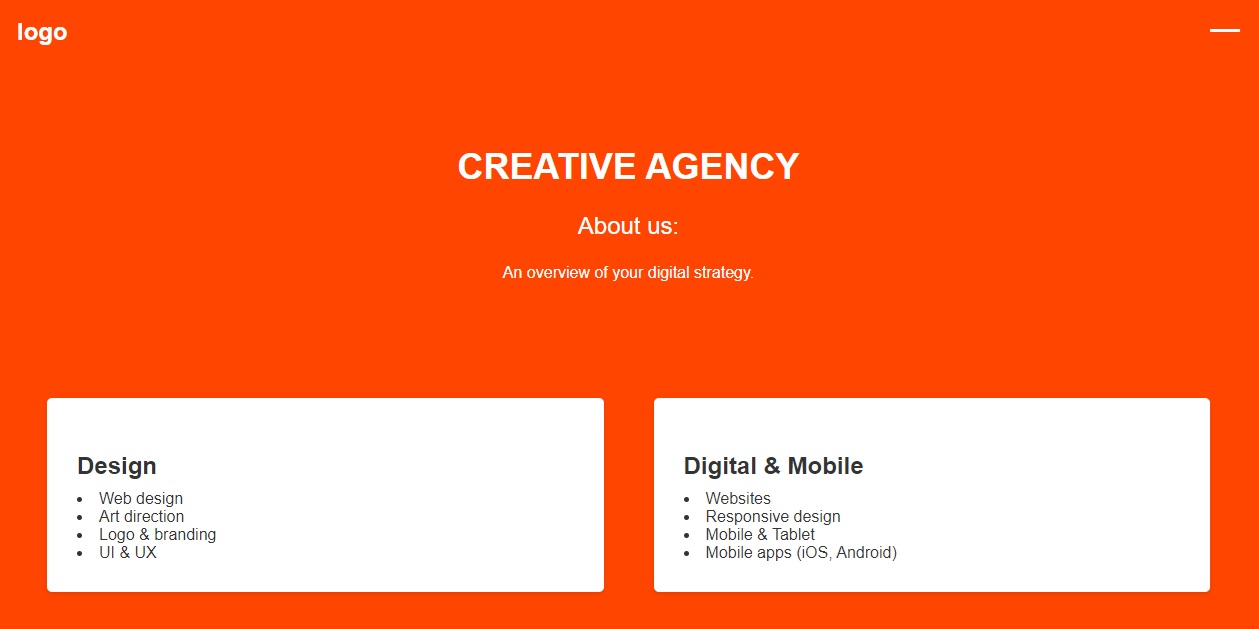 logo
CREATIVE AGENCY
About us:
An overview of your digital strategy.
Design
• Web design
• Art direction
• Logo & branding
• UI & UX
Digital & Mobile
• Websites
• Responsive design
• Mobile & Tablet
• Mobile apps (iOS, Android)